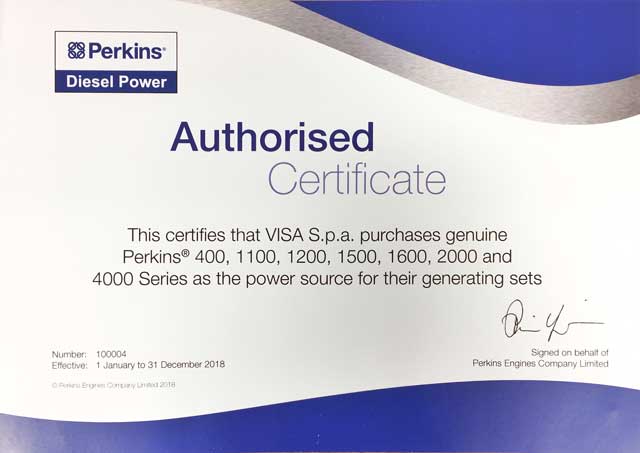 Perkins®
Diesel Power
Authorised
Certificate
This certifies that VISA S.p.a. purchases genuine
Perkins® 400, 1100, 1200, 1500, 1600, 2000 and
4000 Series as the power source for their generating sets
Number: 100004
Effective: 1 January to 31 December 2018
Signed on behalf of
Perkins Engines Company Limited
© Perkins Engines Company Limited 2018